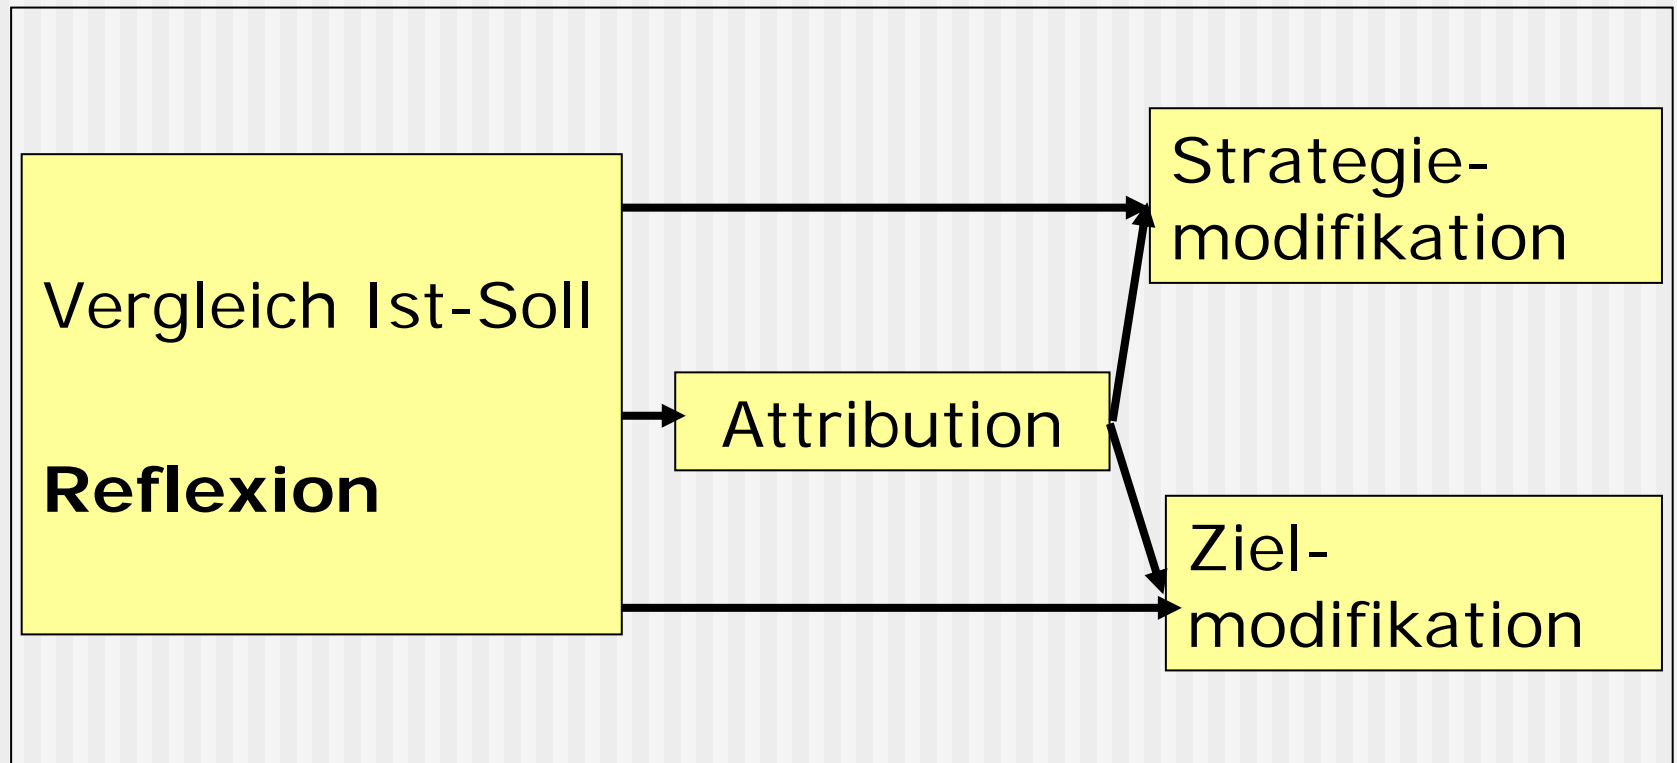 Vergleich Ist-Soll
Reflexion
Attribution
Strategie-
modifikation
Ziel-
modifikation